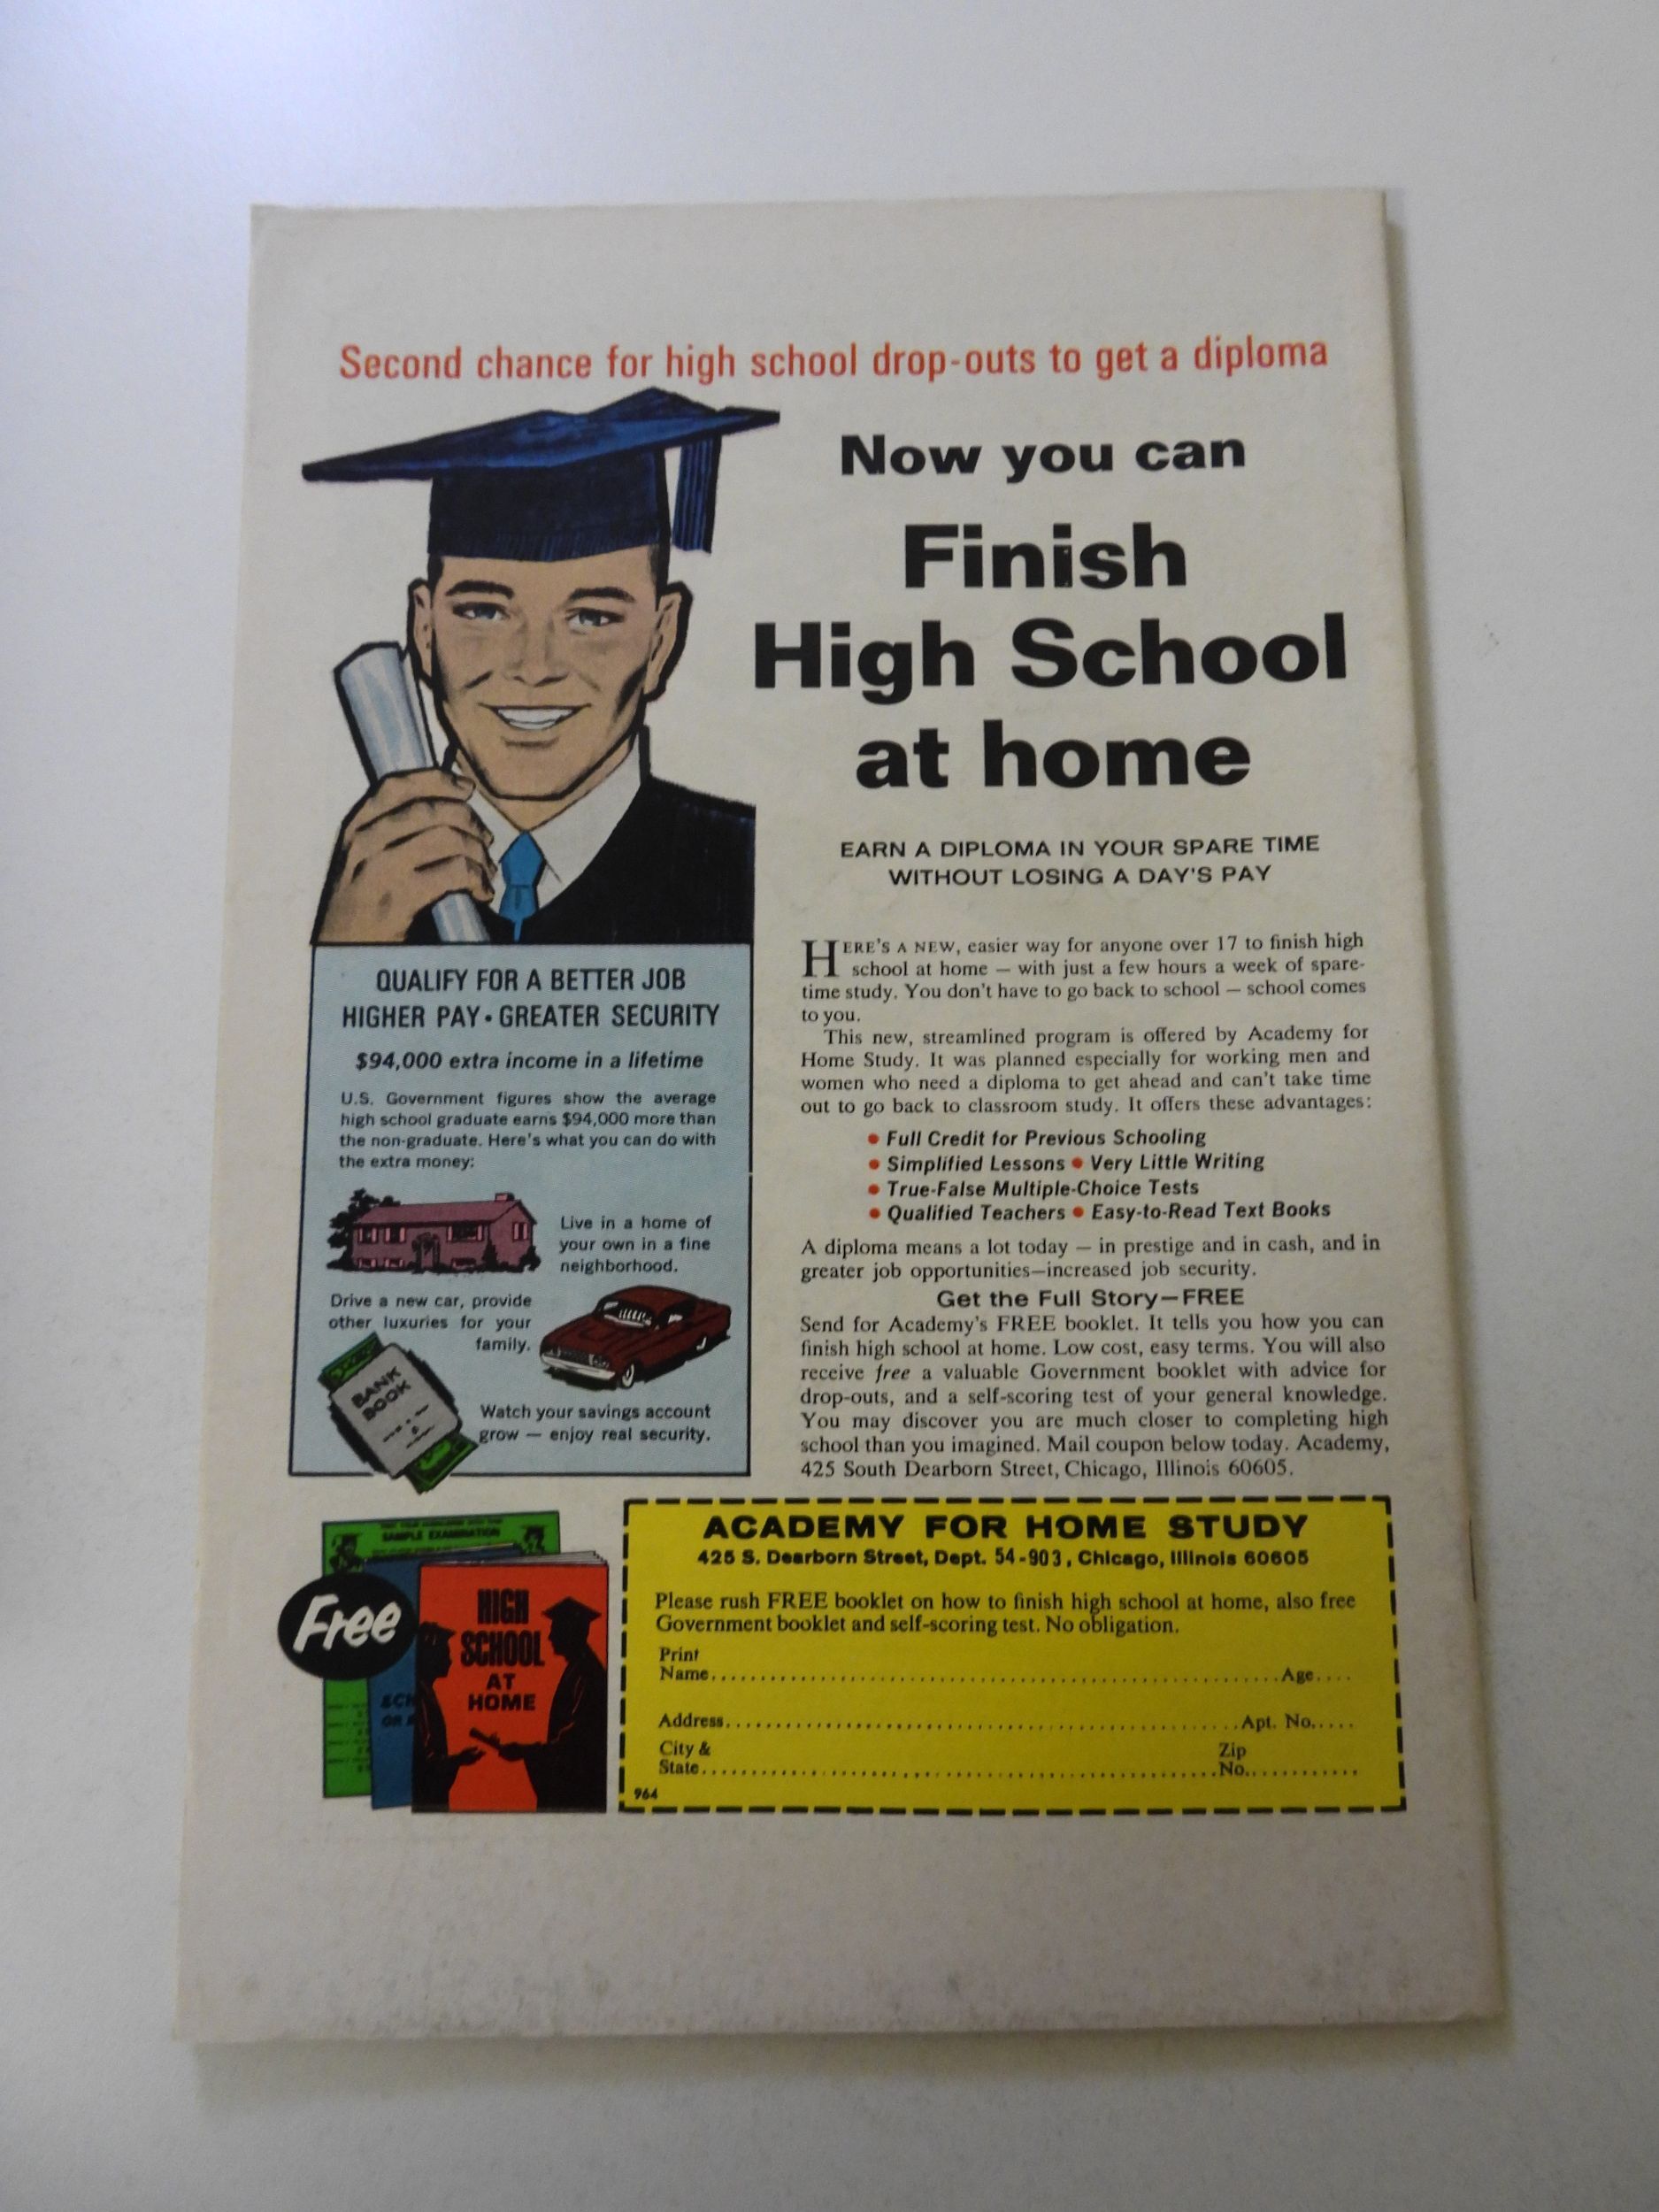 Second chance for high school drop-outs to get a diploma
Now you can
Finish
High School
at home
EARN A DIPLOMA IN YOUR SPARE TIME
WITHOUT LOSING A DAY'S PAY
HERE'S A NEW, easier way for anyone over 17 to finish high
school at home — with just a few hours a week of spare-
time study. You don't have to go back to school — school comes
to you.
This new, streamlined program is offered by Academy for
Home Study. It was planned especially for working men and
women who need a diploma to get ahead and can't take time
out to go back to classroom study. It offers these advantages:
• Full Credit for Previous Schooling
• Simplified Lessons • Very Little Writing
• True-False Multiple-Choice Tests
• Qualified Teachers • Easy-to-Read Text Books
A diploma means a lot today — in prestige and in cash, and in
greater job opportunities—increased job security.
Get the Full Story—FREE
Send for Academy's FREE booklet. It tells you how you can
finish high school at home. Low cost, easy terms. You will also
receive free a valuable Government booklet with advice for
drop-outs, and a self-scoring test of your general knowledge.
You may discover you are much closer to completing high
school than you imagined. Mail coupon below today. Academy,
425 South Dearborn Street, Chicago, Illinois 60605.
QUALIFY FOR A BETTER JOB
HIGHER PAY • GREATER SECURITY
$94,000 extra income in a lifetime
U.S. Government figures show the average
high school graduate earns $94,000 more than
the non-graduate. Here's what you can do with
the extra money:
Live in a home of
your own in a fine
neighborhood.
Drive a new car, provide
other luxuries for your
family.
BANK
BOOK
Watch your savings account
grow — enjoy real security.
SAMPLE EXAMINATION
Free
HIGH
SCHOOL
AT
HOME
ACADEMY FOR HOME STUDY
425 S. Dearborn Street, Dept. 54-903, Chicago, Illinois 60605
Please rush FREE booklet on how to finish high school at home, also free
Government booklet and self-scoring test. No obligation.
Print
Name Age
Address Apt. No.
City & Zip
State No.
964